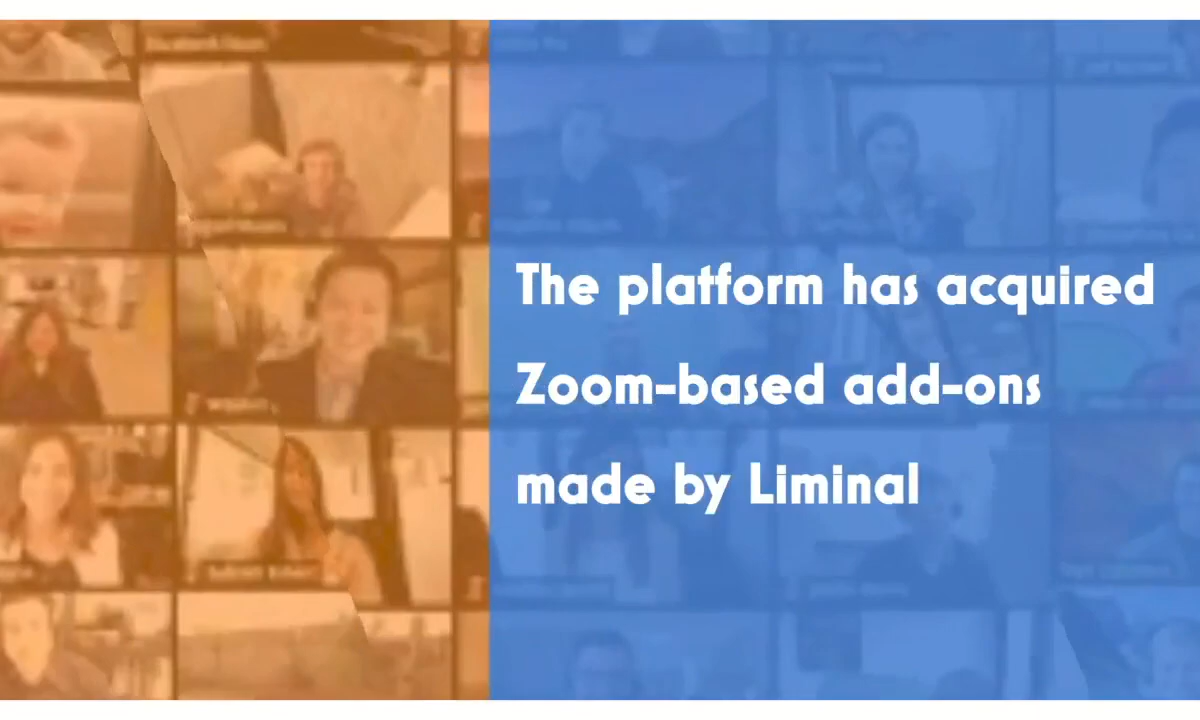 The platform has acquired
Zoom-based add-ons
made by Liminal